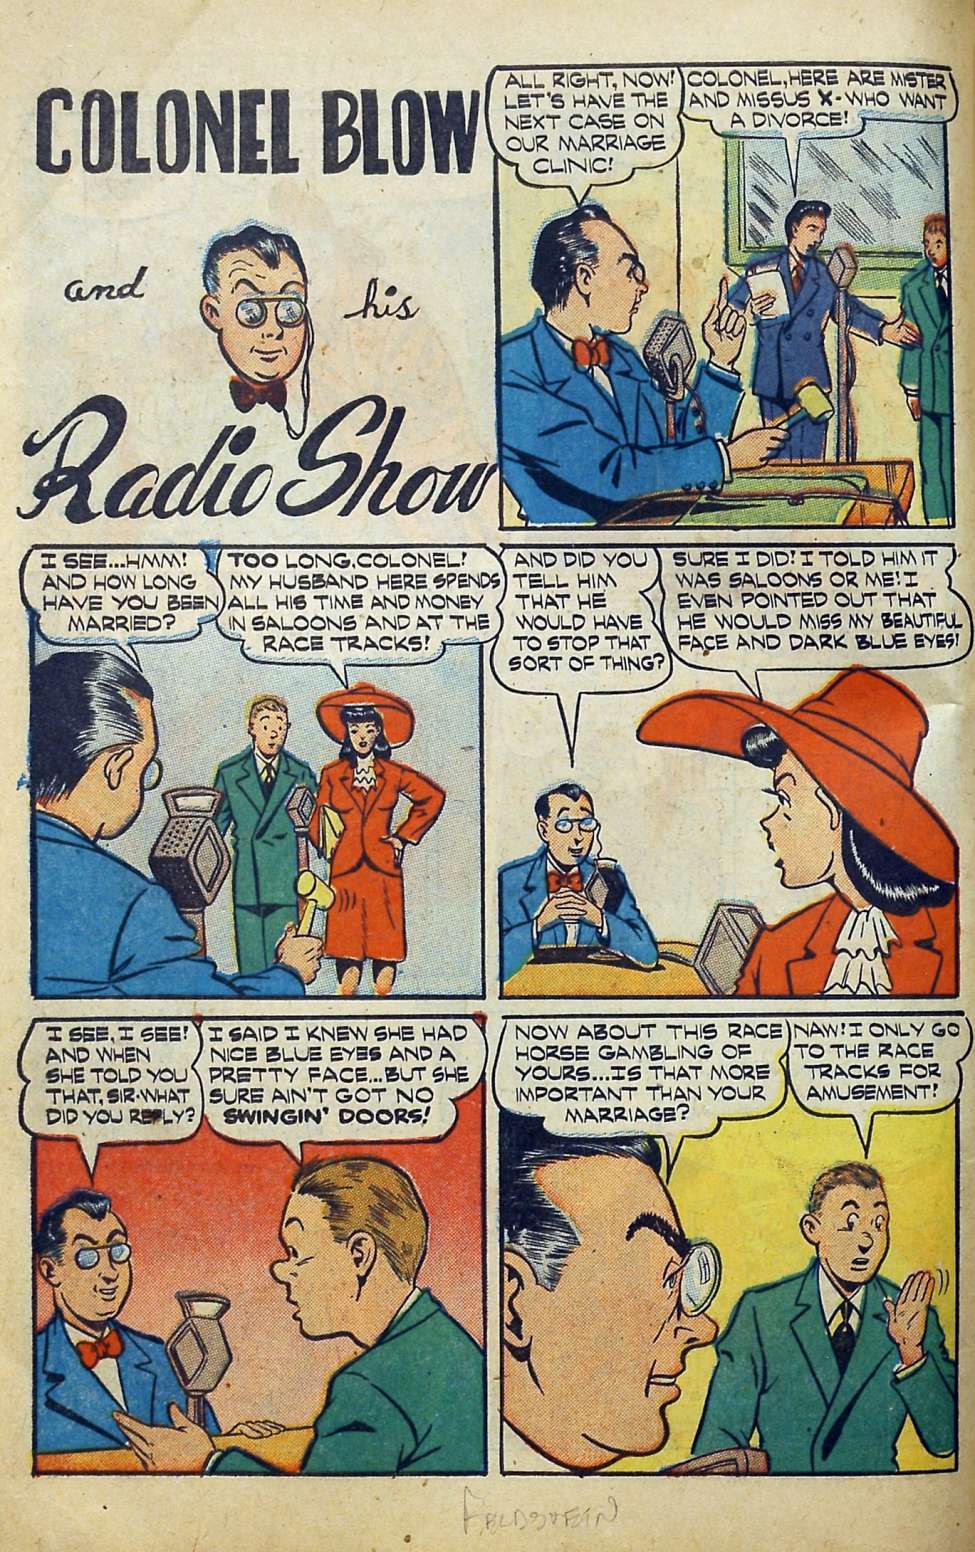 COLONEL BLOW
and his
Radio Show
ALL RIGHT, NOW!
LET'S HAVE THE
NEXT CASE ON
OUR MARRIAGE
CLINIC!
COLONEL, HERE ARE MISTER
AND MISSUS X-WHO WANT
A DIVORCE!
I SEE...HMM!
AND HOW LONG
HAVE YOU BEEN
MARRIED?
TOO LONG, COLONEL!
MY HUSBAND HERE SPENDS
ALL HIS TIME AND MONEY
IN SALOONS AND AT THE
RACE TRACKS!
AND DID YOU
TELL HIM
THAT HE
WOULD HAVE
TO STOP THAT
SORT OF THING?
SURE I DID! I TOLD HIM IT
WAS SALOONS OR ME! I
EVEN POINTED OUT THAT
HE WOULD MISS MY BEAUTIFUL
FACE AND DARK BLUE EYES!
I SEE, I SEE!
AND WHEN
SHE TOLD YOU
THAT, SIR-WHAT
DID YOU REPLY?
I SAID I KNEW SHE HAD
NICE BLUE EYES AND A
PRETTY FACE...BUT SHE
SURE AIN'T GOT NO
SWINGIN' DOORS!
NOW ABOUT THIS RACE
HORSE GAMBLING OF
YOURS...IS THAT MORE
IMPORTANT THAN YOUR
MARRIAGE?
NAW! I ONLY GO
TO THE RACE
TRACKS FOR
AMUSEMENT!
FELDSTEIN